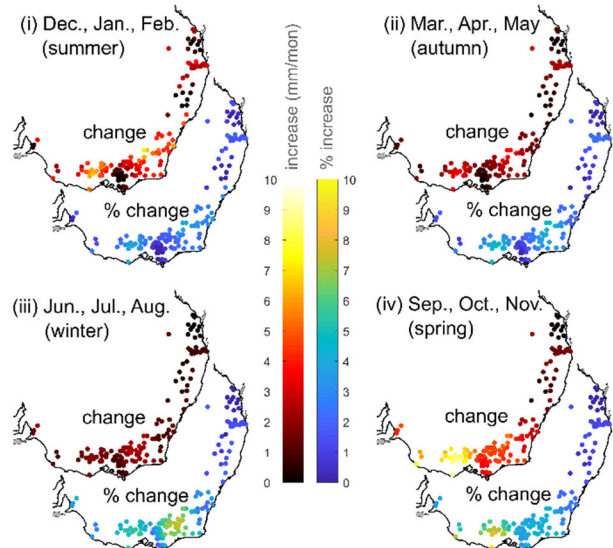 (i) Dec., Jan., Feb.
(summer)
change
% change
(ii) Mar., Apr., May
(autumn)
change
% change
increase (mm/mon)
% increase
10
9
8
7
6
5
4
3
2
1
0
10
9
8
7
6
5
4
3
2
1
0
(iii) Jun., Jul., Aug.
(winter)
change
% change
(iv) Sep., Oct., Nov.
(spring)
change
% change